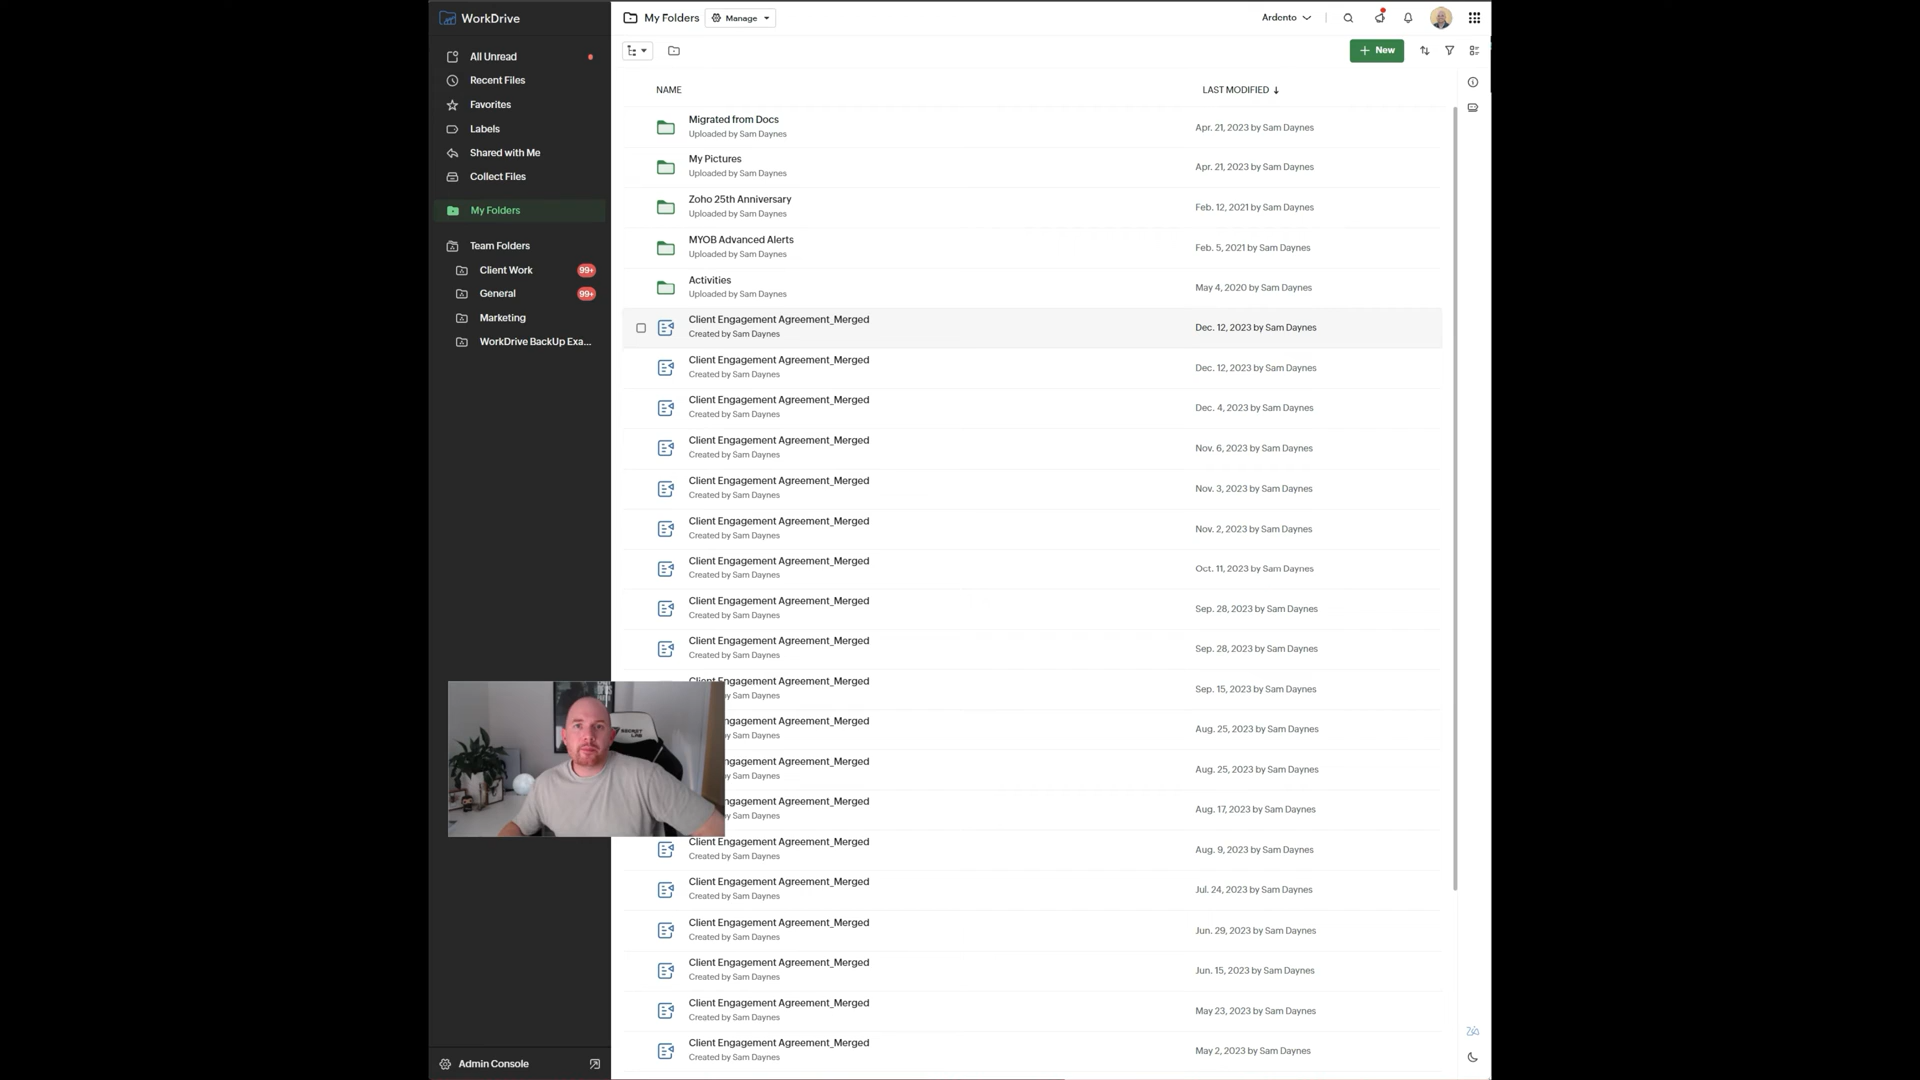 WorkDrive
My Folders
Manage
Ardento
All Unread
Recent Files
Favorites
Labels
Shared with Me
Collect Files
My Folders
Team Folders
Client Work 99+
General 99+
Marketing
WorkDrive BackUp Exa...
Admin Console
New
NAME
LAST MODIFIED
Migrated from Docs
Uploaded by Sam Daynes
Apr. 21, 2023 by Sam Daynes
My Pictures
Uploaded by Sam Daynes
Apr. 21, 2023 by Sam Daynes
Zoho 25th Anniversary
Uploaded by Sam Daynes
Feb. 12, 2021 by Sam Daynes
MYOB Advanced Alerts
Uploaded by Sam Daynes
Feb. 5, 2021 by Sam Daynes
Activities
Uploaded by Sam Daynes
May 4, 2020 by Sam Daynes
Client Engagement Agreement_Merged
Created by Sam Daynes
Dec. 12, 2023 by Sam Daynes
Client Engagement Agreement_Merged
Created by Sam Daynes
Dec. 12, 2023 by Sam Daynes
Client Engagement Agreement_Merged
Created by Sam Daynes
Dec. 4, 2023 by Sam Daynes
Client Engagement Agreement_Merged
Created by Sam Daynes
Nov. 6, 2023 by Sam Daynes
Client Engagement Agreement_Merged
Created by Sam Daynes
Nov. 3, 2023 by Sam Daynes
Client Engagement Agreement_Merged
Created by Sam Daynes
Nov. 2, 2023 by Sam Daynes
Client Engagement Agreement_Merged
Created by Sam Daynes
Oct. 11, 2023 by Sam Daynes
Client Engagement Agreement_Merged
Created by Sam Daynes
Sep. 28, 2023 by Sam Daynes
Client Engagement Agreement_Merged
Created by Sam Daynes
Sep. 28, 2023 by Sam Daynes
Client Engagement Agreement_Merged
by Sam Daynes
Sep. 15, 2023 by Sam Daynes
ngagement Agreement_Merged
y Sam Daynes
Aug. 25, 2023 by Sam Daynes
ngagement Agreement_Merged
y Sam Daynes
Aug. 25, 2023 by Sam Daynes
ngagement Agreement_Merged
y Sam Daynes
Aug. 17, 2023 by Sam Daynes
Client Engagement Agreement_Merged
Created by Sam Daynes
Aug. 9, 2023 by Sam Daynes
Client Engagement Agreement_Merged
Created by Sam Daynes
Jul. 24, 2023 by Sam Daynes
Client Engagement Agreement_Merged
Created by Sam Daynes
Jun. 29, 2023 by Sam Daynes
Client Engagement Agreement_Merged
Created by Sam Daynes
Jun. 15, 2023 by Sam Daynes
Client Engagement Agreement_Merged
Created by Sam Daynes
May 23, 2023 by Sam Daynes
Client Engagement Agreement_Merged
Created by Sam Daynes
May 2, 2023 by Sam Daynes